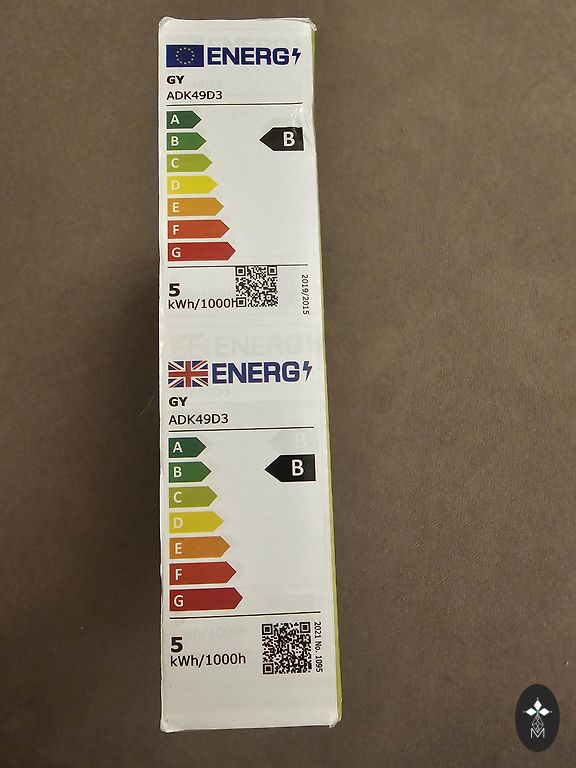 ENERG
GY
ADK49D3
A
B
B
C
D
E
F
G
5
kWh/1000h
2019/2015
ENERG
GY
ADK49D3
A
B
B
C
D
E
F
G
5
kWh/1000h
2021 No. 1095
M